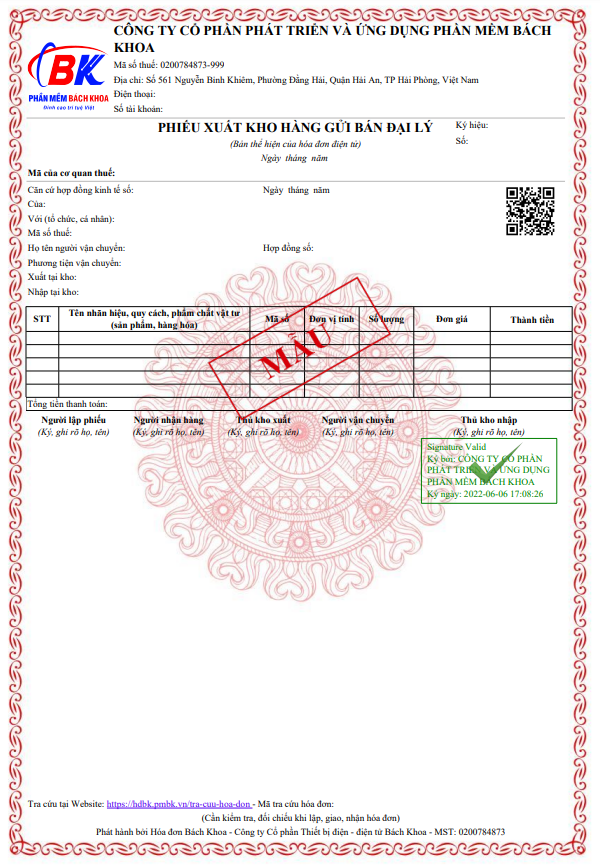 CÔNG TY CỔ PHẦN PHÁT TRIỂN VÀ ỨNG DỤNG PHẦN MỀM BÁCH
KHOA
Mã số thuế: 0200784873-999
Địa chỉ: Số 561 Nguyễn Bỉnh Khiêm, Phường Đằng Hải, Quận Hải An, TP Hải Phòng, Việt Nam
Điện thoại:
Số tài khoản:
BK
PHẦN MỀM BÁCH KHOA
Đỉnh cao trí tuệ Việt
PHIẾU XUẤT KHO HÀNG GỬI BÁN ĐẠI LÝ
Ký hiệu:
(Bản thể hiện của hóa đơn điện tử)
Số:
Ngày tháng năm
Mã của cơ quan thuế:
Căn cứ hợp đồng kinh tế số: Ngày tháng năm
Của:
Với (tổ chức, cá nhân):
Mã số thuế:
Họ tên người vận chuyển: Hợp đồng số:
Phương tiện vận chuyển:
Xuất tại kho:
Nhập tại kho:
STT Tên nhãn hiệu, quy cách, phẩm chất vật tư (sản phẩm, hàng hóa) Mã số Đơn vị tính Số lượng Đơn giá Thành tiền
MẪU
Tổng tiền thanh toán:
Người lập phiếu Người nhận hàng Thủ kho xuất Người vận chuyển Thủ kho nhập
(Ký, ghi rõ họ, tên) (Ký, ghi rõ họ, tên) (Ký, ghi rõ họ, tên) (Ký, ghi rõ họ, tên) (Ký, ghi rõ họ, tên)
Signature Valid
Ký bởi: CÔNG TY CỔ PHẦN
PHÁT TRIỂN VÀ ỨNG DỤNG
PHẦN MỀM BÁCH KHOA
Ký ngày: 2022-06-06 17:08:26
Tra cứu tại Website: https://hdbk.pmbk.vn/tra-cuu-hoa-don - Mã tra cứu hóa đơn:
(Cần kiểm tra, đối chiếu khi lập, giao, nhận hóa đơn)
Phát hành bởi Hóa đơn Bách Khoa - Công ty Cổ phần Thiết bị điện - điện tử Bách Khoa - MST: 0200784873